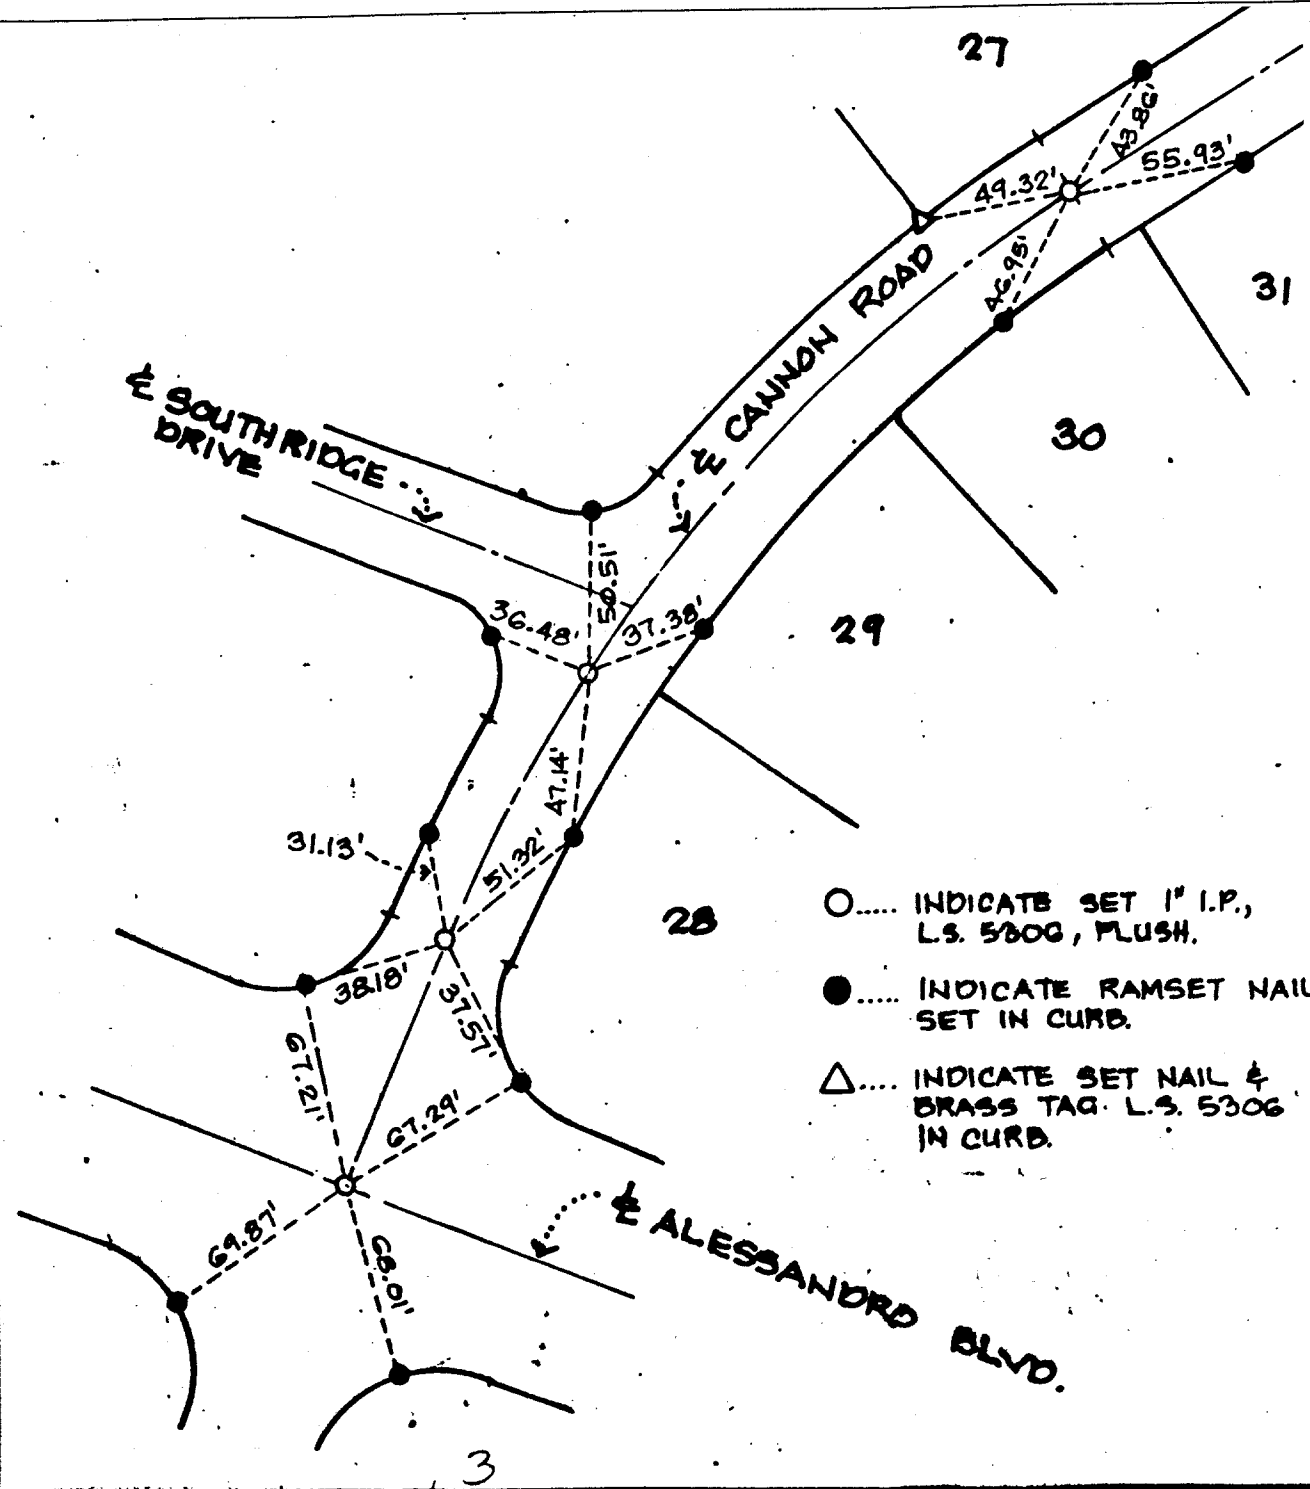 27
43.86'
55.93'
49.32'
46.95'
31
℄ CANNON ROAD
30
℄ SOUTHRIDGE
DRIVE
50.51'
36.48'
37.38'
29
47.14'
31.13'
51.32'
28
38.18'
37.57'
67.21'
67.29'
69.87'
68.01'
℄ ALESSANDRO BLVD.
O..... INDICATE SET 1" I.P.,
L.S. 5306, FLUSH.
●..... INDICATE RAMSET NAIL
SET IN CURB.
△.... INDICATE SET NAIL &
BRASS TAG. L.S. 5306
IN CURB.
3